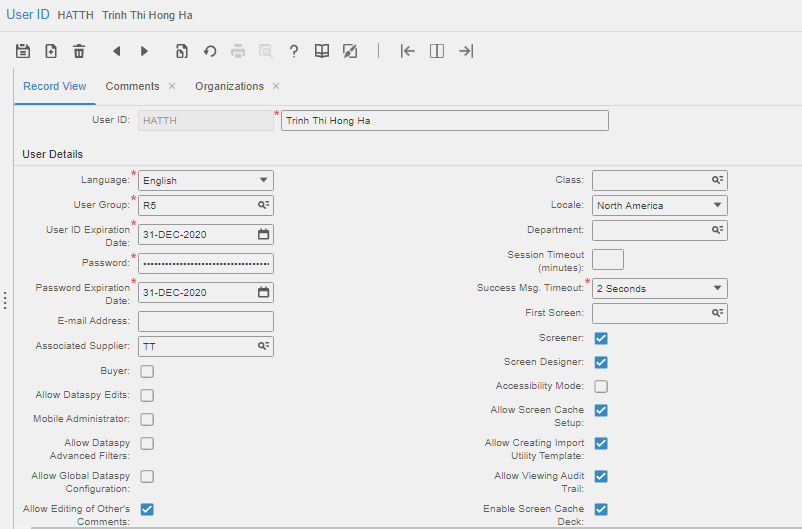 User ID HATTH Trinh Thi Hong Ha
Record View Comments Organizations
User ID: HATTH * Trinh Thi Hong Ha
User Details
Language: * English
Class:
User Group: * R5
Locale: North America
User ID Expiration
Date: * 31-DEC-2020
Department:
Password: * ••••••••••••••••••••••••••••••••••
Session Timeout
(minutes):
Password Expiration
Date: * 31-DEC-2020
Success Msg. Timeout: * 2 Seconds
E-mail Address:
First Screen:
Associated Supplier: TT
Screener:
Buyer:
Screen Designer:
Allow Dataspy Edits:
Accessibility Mode:
Mobile Administrator:
Allow Screen Cache
Setup:
Allow Dataspy
Advanced Filters:
Allow Creating Import
Utility Template:
Allow Global Dataspy
Configuration:
Allow Viewing Audit
Trail:
Allow Editing of Other's
Comments:
Enable Screen Cache
Deck: